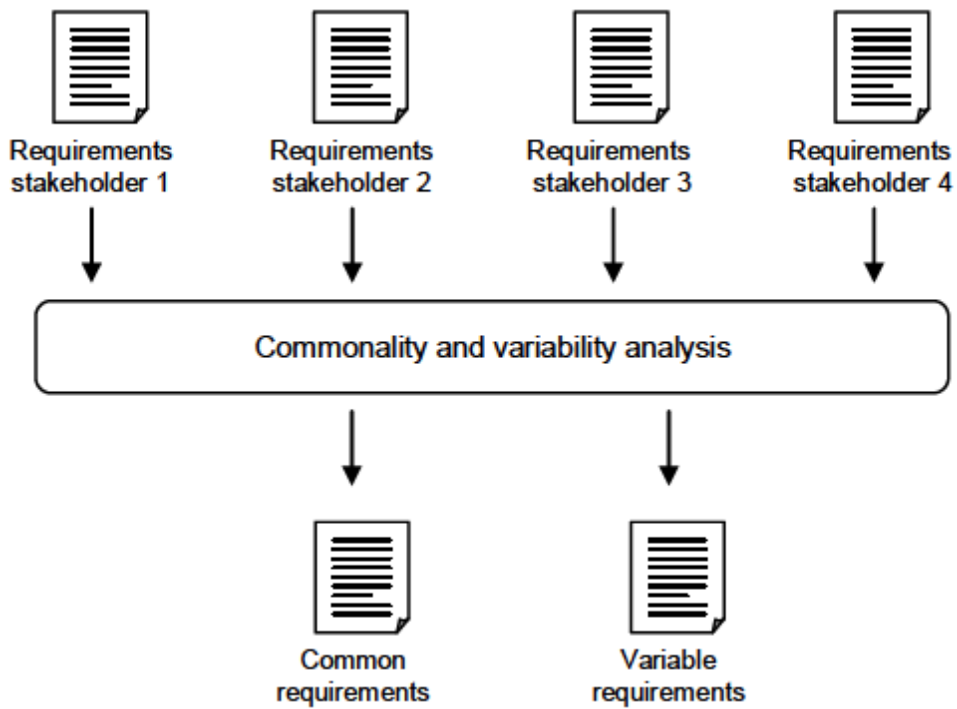 Requirements
stakeholder 1
Requirements
stakeholder 2
Requirements
stakeholder 3
Requirements
stakeholder 4
Commonality and variability analysis
Common
requirements
Variable
requirements